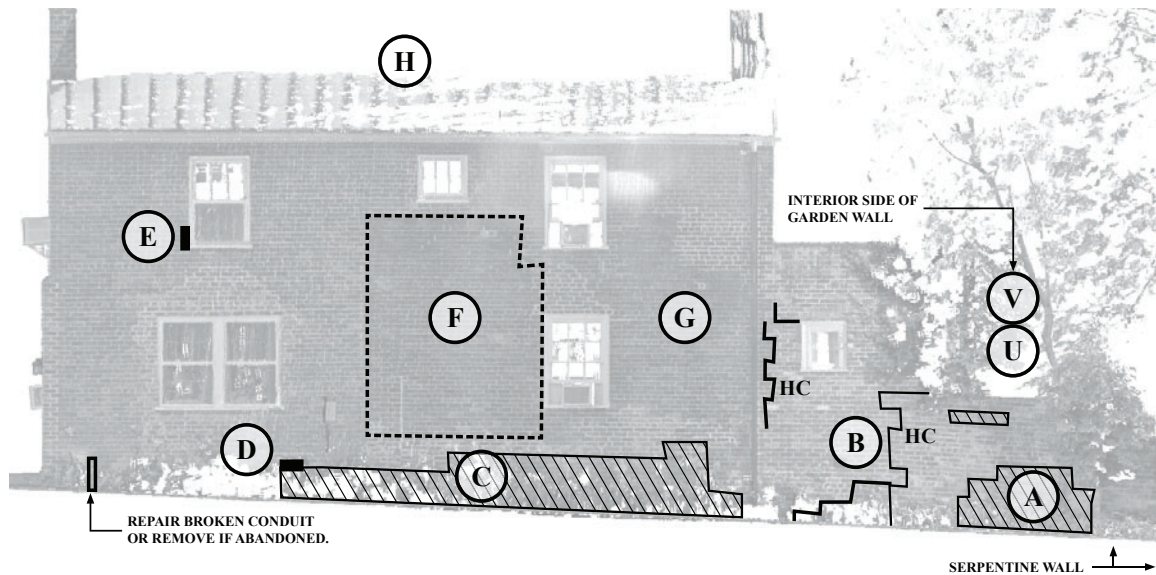 H
INTERIOR SIDE OF
GARDEN WALL
E
V
F
G
U
HC
D
B
HC
C
A
REPAIR BROKEN CONDUIT
OR REMOVE IF ABANDONED.
SERPENTINE WALL